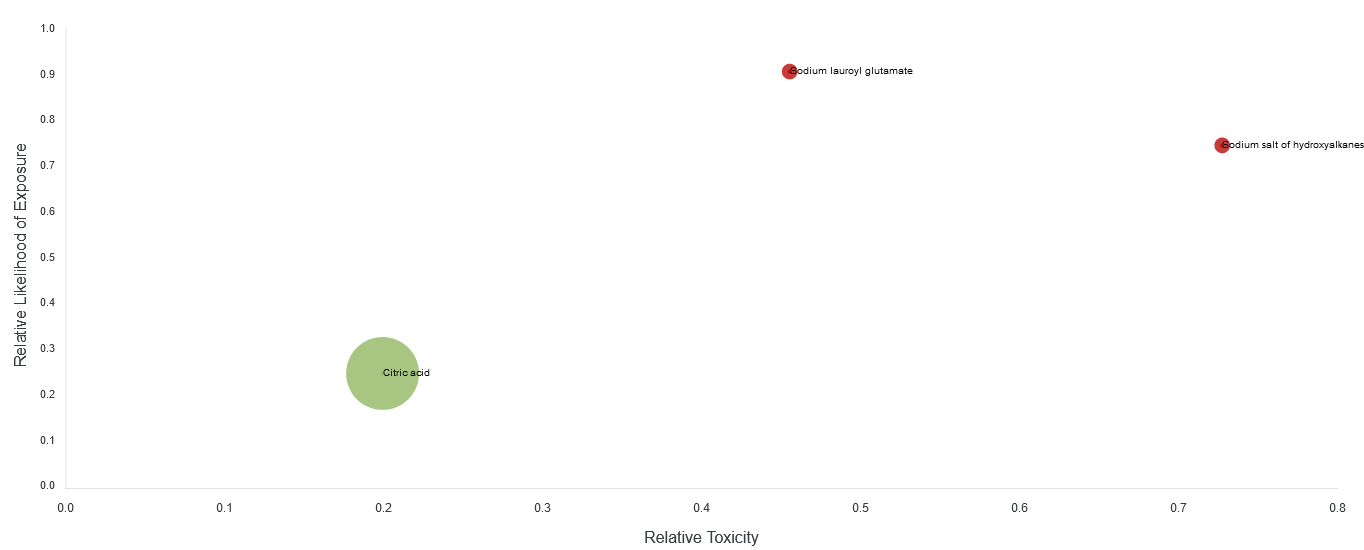 1.0
0.9
0.8
0.7
0.6
0.5
0.4
0.3
0.2
0.1
0.0
Relative Likelihood of Exposure
Sodium lauroyl glutamate
Sodium salt of hydroxyalkanes
Citric acid
0.0 0.1 0.2 0.3 0.4 0.5 0.6 0.7 0.8
Relative Toxicity